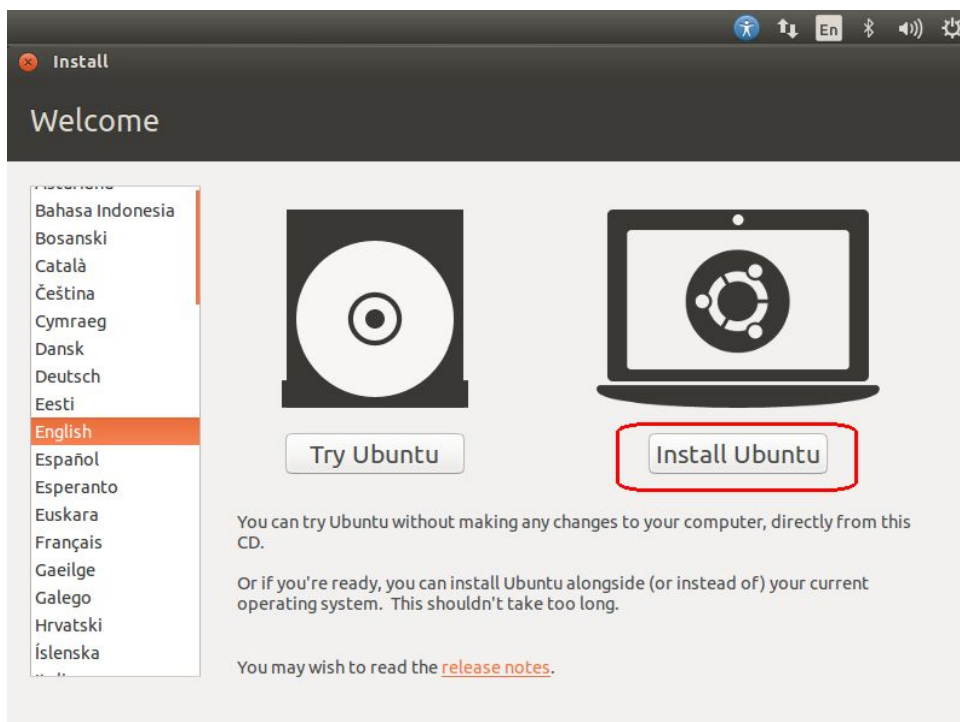 En
Install
Welcome
Bahasa Indonesia
Bosanski
Català
Čeština
Cymraeg
Dansk
Deutsch
Eesti
English
Español
Esperanto
Euskara
Français
Gaeilge
Galego
Hrvatski
Íslenska
Try Ubuntu
Install Ubuntu
You can try Ubuntu without making any changes to your computer, directly from this
CD.
Or if you're ready, you can install Ubuntu alongside (or instead of) your current
operating system. This shouldn't take too long.
You may wish to read the release notes.